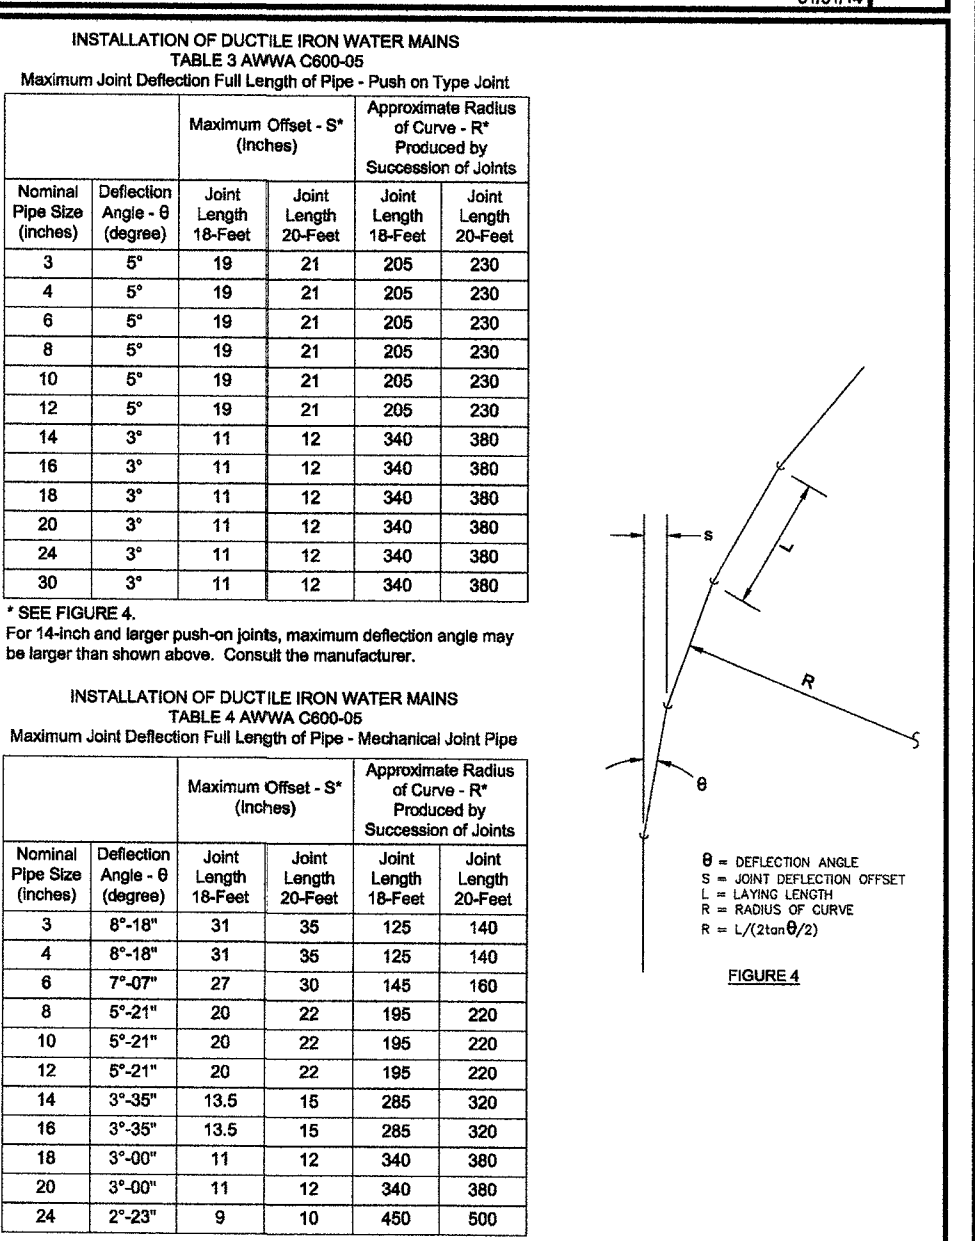 INSTALLATION OF DUCTILE IRON WATER MAINS
TABLE 3 AWWA C600-05
Maximum Joint Deflection Full Length of Pipe - Push on Type Joint
Maximum Offset - S* (Inches) Approximate Radius of Curve - R* Produced by Succession of Joints
Nominal Pipe Size (inches) Deflection Angle - θ (degree) Joint Length 18-Feet Joint Length 20-Feet Joint Length 18-Feet Joint Length 20-Feet
3 5° 19 21 205 230
4 5° 19 21 205 230
6 5° 19 21 205 230
8 5° 19 21 205 230
10 5° 19 21 205 230
12 5° 19 21 205 230
14 3° 11 12 340 380
16 3° 11 12 340 380
18 3° 11 12 340 380
20 3° 11 12 340 380
24 3° 11 12 340 380
30 3° 11 12 340 380
* SEE FIGURE 4.
For 14-inch and larger push-on joints, maximum deflection angle may
be larger than shown above. Consult the manufacturer.
INSTALLATION OF DUCTILE IRON WATER MAINS
TABLE 4 AWWA C600-05
Maximum Joint Deflection Full Length of Pipe - Mechanical Joint Pipe
Maximum Offset - S* (Inches) Approximate Radius of Curve - R* Produced by Succession of Joints
Nominal Pipe Size (inches) Deflection Angle - θ (degree) Joint Length 18-Feet Joint Length 20-Feet Joint Length 18-Feet Joint Length 20-Feet
3 8°-18" 31 35 125 140
4 8°-18" 31 35 125 140
6 7°-07" 27 30 145 160
8 5°-21" 20 22 195 220
10 5°-21" 20 22 195 220
12 5°-21" 20 22 195 220
14 3°-35" 13.5 15 285 320
16 3°-35" 13.5 15 285 320
18 3°-00" 11 12 340 380
20 3°-00" 11 12 340 380
24 2°-23" 9 10 450 500
S
L
R
θ
θ = DEFLECTION ANGLE
S = JOINT DEFLECTION OFFSET
L = LAYING LENGTH
R = RADIUS OF CURVE
R = L/(2tanθ/2)
FIGURE 4